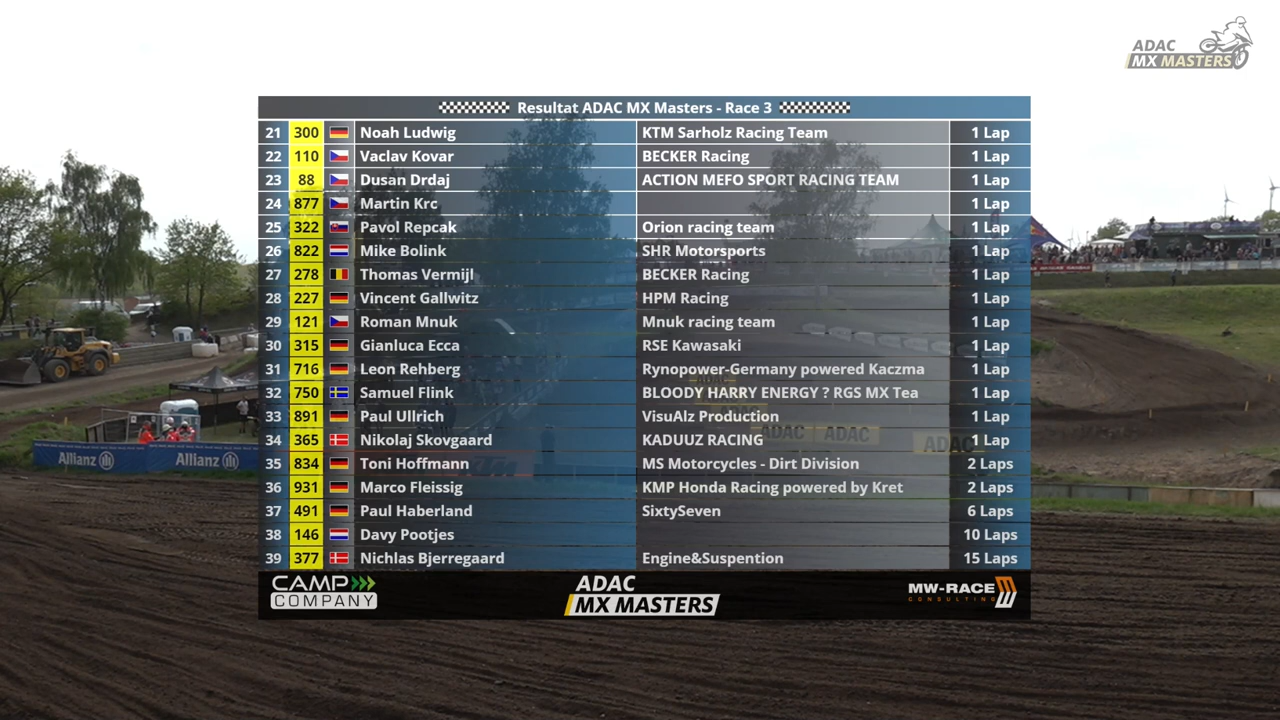 ADAC
MX MASTERS
Resultat ADAC MX Masters - Race 3
21 300 Noah Ludwig KTM Sarholz Racing Team 1 Lap
22 110 Vaclav Kovar BECKER Racing 1 Lap
23 88 Dusan Drdaj ACTION MEFO SPORT RACING TEAM 1 Lap
24 877 Martin Krc 1 Lap
25 322 Pavol Repcak Orion racing team 1 Lap
26 822 Mike Bolink SHR Motorsports 1 Lap
27 278 Thomas Vermijl BECKER Racing 1 Lap
28 227 Vincent Gallwitz HPM Racing 1 Lap
29 121 Roman Mnuk Mnuk racing team 1 Lap
30 315 Gianluca Ecca RSE Kawasaki 1 Lap
31 716 Leon Rehberg Rynopower-Germany powered Kaczma 1 Lap
32 750 Samuel Flink BLOODY HARRY ENERGY ? RGS MX Tea 1 Lap
33 891 Paul Ullrich VisuAlz Production 1 Lap
34 365 Nikolaj Skovgaard KADUUZ RACING 1 Lap
35 834 Toni Hoffmann MS Motorcycles - Dirt Division 2 Laps
36 931 Marco Fleissig KMP Honda Racing powered by Kret 2 Laps
37 491 Paul Haberland SixtySeven 6 Laps
38 146 Davy Pootjes 10 Laps
39 377 Nichlas Bjerregaard Engine&Suspention 15 Laps
Allianz Allianz
ADAC ADAC ADAC
CAMP COMPANY
ADAC
MX MASTERS
MW-RACE
CONSULTING